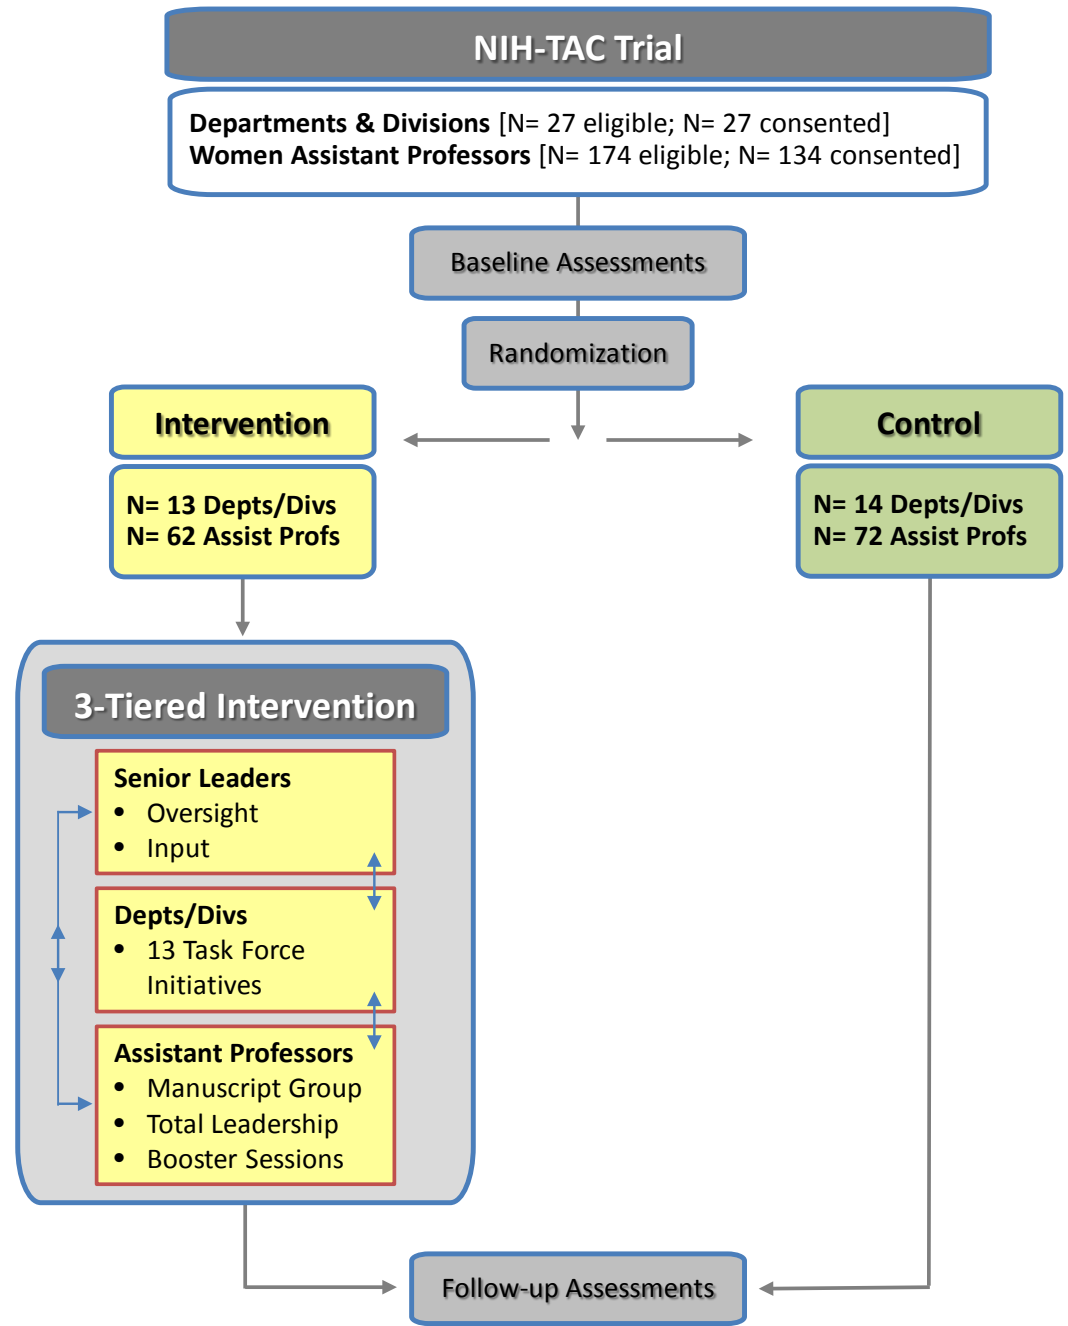 NIH-TAC Trial
Departments & Divisions [N= 27 eligible; N= 27 consented]
Women Assistant Professors [N= 174 eligible; N= 134 consented]
Baseline Assessments
Randomization
Intervention
N= 13 Depts/Divs
N= 62 Assist Profs
Control
N= 14 Depts/Divs
N= 72 Assist Profs
3-Tiered Intervention
Senior Leaders
• Oversight
• Input
Depts/Divs
• 13 Task Force
Initiatives
Assistant Professors
• Manuscript Group
• Total Leadership
• Booster Sessions
Follow-up Assessments